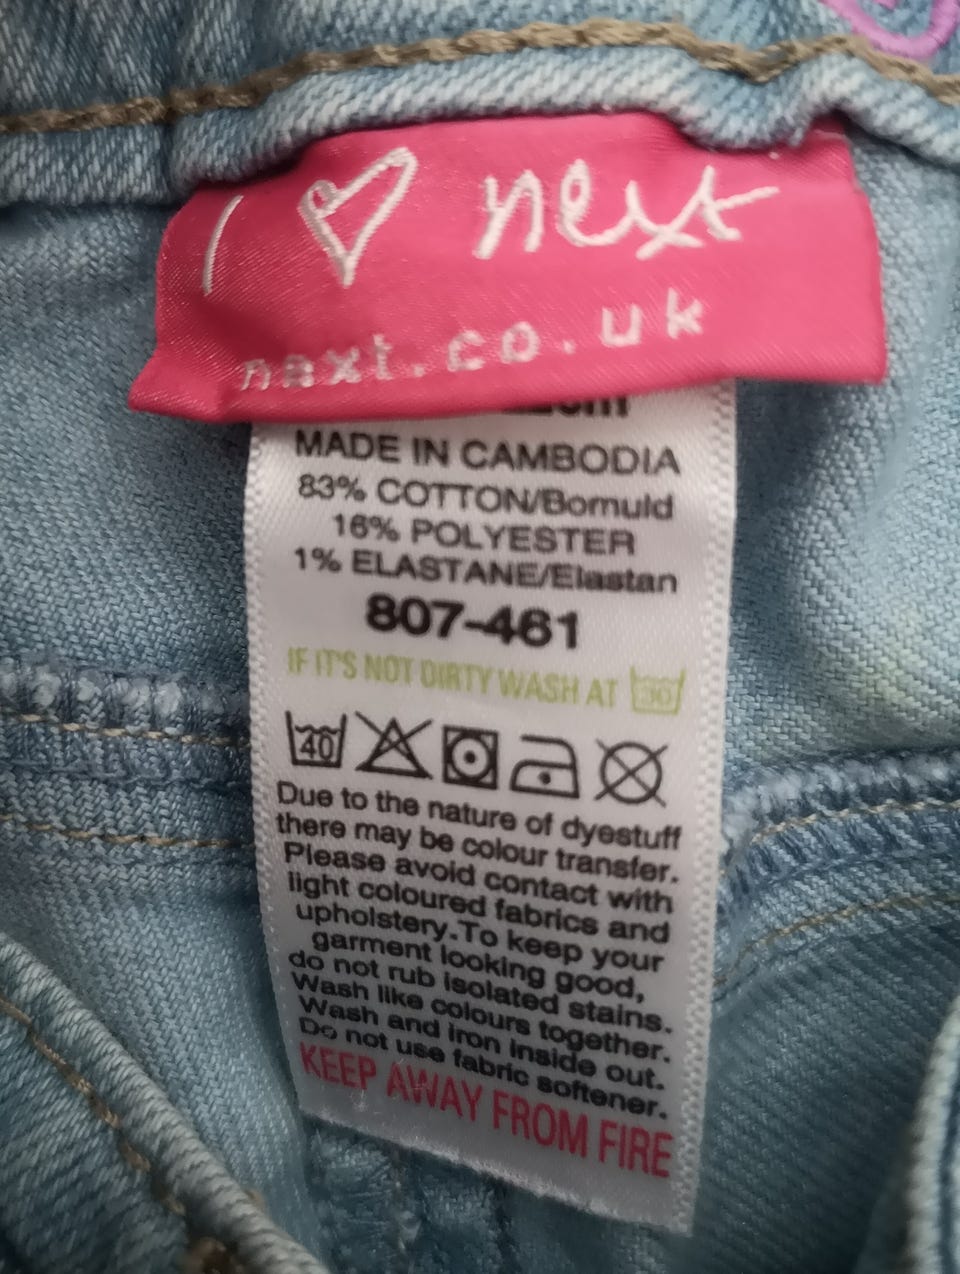 I ♡ next
next.co.uk
MADE IN CAMBODIA
83% COTTON/Bomuld
16% POLYESTER
1% ELASTANE/Elastan
807-461
IF IT'S NOT DIRTY WASH AT 30
40
Due to the nature of dyestuff
there may be colour transfer.
Please avoid contact with
light coloured fabrics and
upholstery.To keep your
garment looking good,
do not rub isolated stains.
Wash like colours together.
Wash and iron inside out.
Do not use fabric softener.
KEEP AWAY FROM FIRE